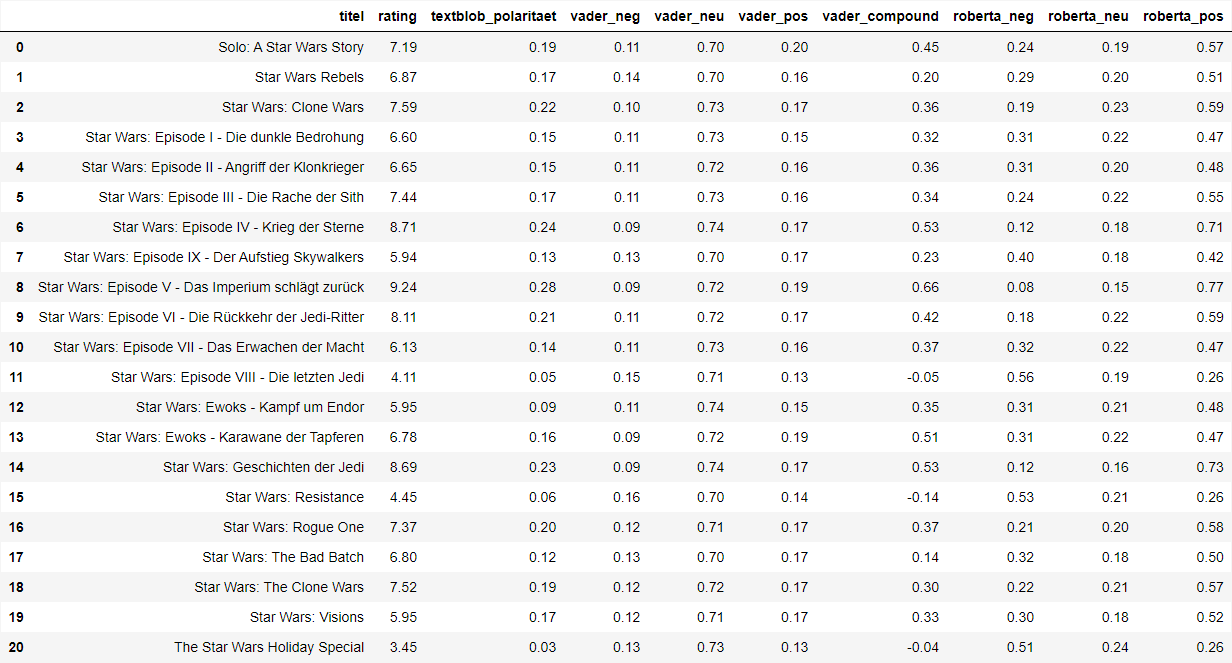 titel rating textblob_polaritaet vader_neg vader_neu vader_pos vader_compound roberta_neg roberta_neu roberta_pos
0 Solo: A Star Wars Story 7.19 0.19 0.11 0.70 0.20 0.45 0.24 0.19 0.57
1 Star Wars Rebels 6.87 0.17 0.14 0.70 0.16 0.20 0.29 0.20 0.51
2 Star Wars: Clone Wars 7.59 0.22 0.10 0.73 0.17 0.36 0.19 0.23 0.59
3 Star Wars: Episode I - Die dunkle Bedrohung 6.60 0.15 0.11 0.73 0.15 0.32 0.31 0.22 0.47
4 Star Wars: Episode II - Angriff der Klonkrieger 6.65 0.15 0.11 0.72 0.16 0.36 0.31 0.20 0.48
5 Star Wars: Episode III - Die Rache der Sith 7.44 0.17 0.11 0.73 0.16 0.34 0.24 0.22 0.55
6 Star Wars: Episode IV - Krieg der Sterne 8.71 0.24 0.09 0.74 0.17 0.53 0.12 0.18 0.71
7 Star Wars: Episode IX - Der Aufstieg Skywalkers 5.94 0.13 0.13 0.70 0.17 0.23 0.40 0.18 0.42
8 Star Wars: Episode V - Das Imperium schlägt zurück 9.24 0.28 0.09 0.72 0.19 0.66 0.08 0.15 0.77
9 Star Wars: Episode VI - Die Rückkehr der Jedi-Ritter 8.11 0.21 0.11 0.72 0.17 0.42 0.18 0.22 0.59
10 Star Wars: Episode VII - Das Erwachen der Macht 6.13 0.14 0.11 0.73 0.16 0.37 0.32 0.22 0.47
11 Star Wars: Episode VIII - Die letzten Jedi 4.11 0.05 0.15 0.71 0.13 -0.05 0.56 0.19 0.26
12 Star Wars: Ewoks - Kampf um Endor 5.95 0.09 0.11 0.74 0.15 0.35 0.31 0.21 0.48
13 Star Wars: Ewoks - Karawane der Tapferen 6.78 0.16 0.09 0.72 0.19 0.51 0.31 0.22 0.47
14 Star Wars: Geschichten der Jedi 8.69 0.23 0.09 0.74 0.17 0.53 0.12 0.16 0.73
15 Star Wars: Resistance 4.45 0.06 0.16 0.70 0.14 -0.14 0.53 0.21 0.26
16 Star Wars: Rogue One 7.37 0.20 0.12 0.71 0.17 0.37 0.21 0.20 0.58
17 Star Wars: The Bad Batch 6.80 0.12 0.13 0.70 0.17 0.14 0.32 0.18 0.50
18 Star Wars: The Clone Wars 7.52 0.19 0.12 0.72 0.17 0.30 0.22 0.21 0.57
19 Star Wars: Visions 5.95 0.17 0.12 0.71 0.17 0.33 0.30 0.18 0.52
20 The Star Wars Holiday Special 3.45 0.03 0.13 0.73 0.13 -0.04 0.51 0.24 0.26